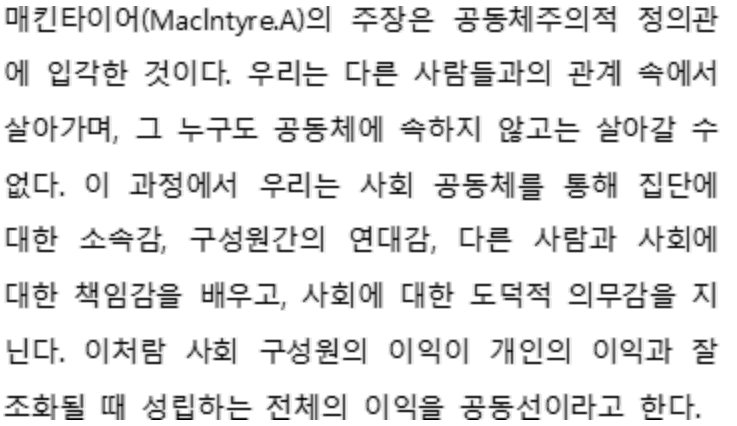 매킨타이어(MacIntyre.A)의 주장은 공동체주의적 정의관
에 입각한 것이다. 우리는 다른 사람들과의 관계 속에서
살아가며, 그 누구도 공동체에 속하지 않고는 살아갈 수
없다. 이 과정에서 우리는 사회 공동체를 통해 집단에
대한 소속감, 구성원간의 연대감, 다른 사람과 사회에
대한 책임감을 배우고, 사회에 대한 도덕적 의무감을 지
닌다. 이처럼 사회 구성원의 이익이 개인의 이익과 잘
조화될 때 성립하는 전체의 이익을 공동선이라고 한다.